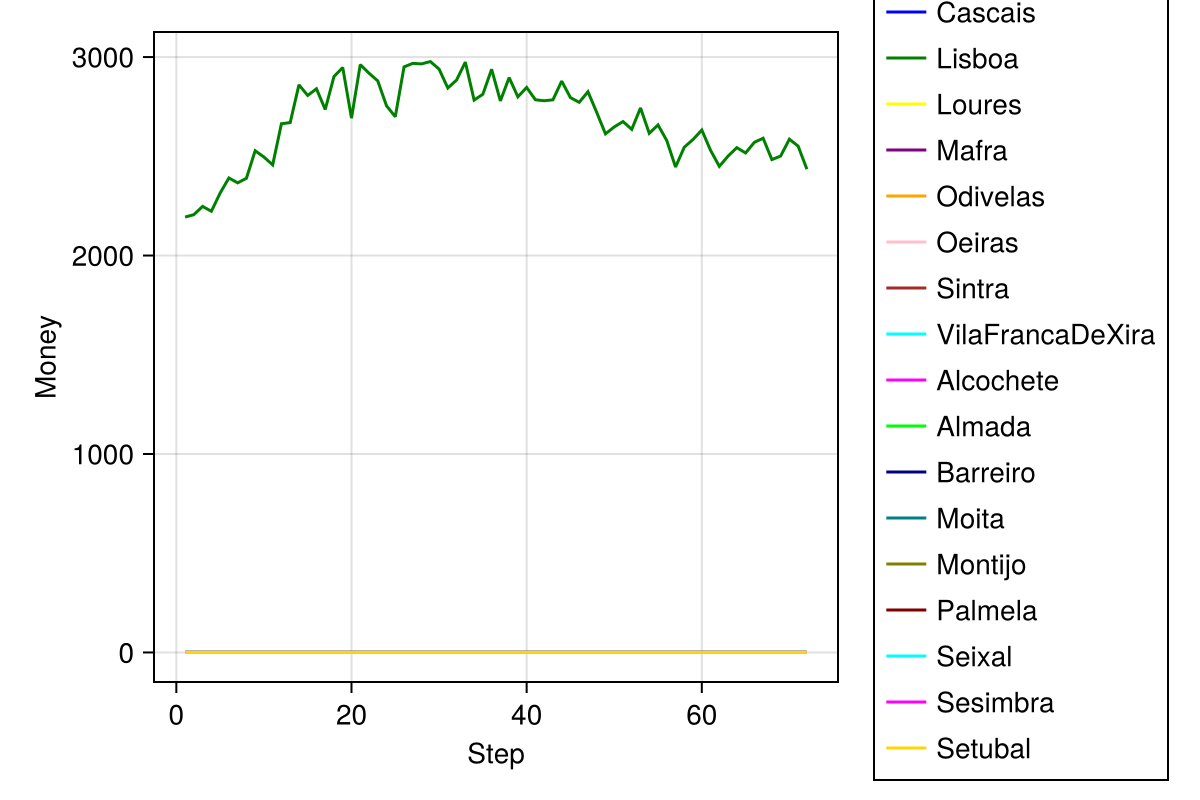 3000
2000
1000
0
Money
0 20 40 60
Step
Cascais
Lisboa
Loures
Mafra
Odivelas
Oeiras
Sintra
VilaFrancaDeXira
Alcochete
Almada
Barreiro
Moita
Montijo
Palmela
Seixal
Sesimbra
Setubal